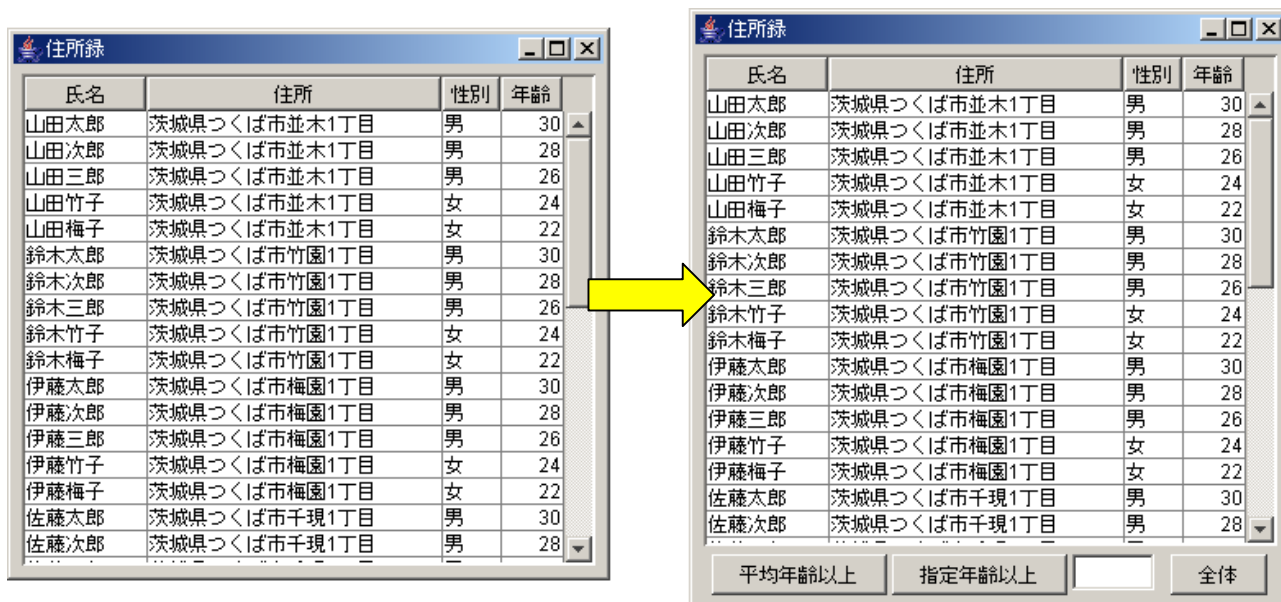 住所録
氏名 住所 性別 年齢
山田太郎 茨城県つくば市並木1丁目 男 30
山田次郎 茨城県つくば市並木1丁目 男 28
山田三郎 茨城県つくば市並木1丁目 男 26
山田竹子 茨城県つくば市並木1丁目 女 24
山田梅子 茨城県つくば市並木1丁目 女 22
鈴木太郎 茨城県つくば市竹園1丁目 男 30
鈴木次郎 茨城県つくば市竹園1丁目 男 28
鈴木三郎 茨城県つくば市竹園1丁目 男 26
鈴木竹子 茨城県つくば市竹園1丁目 女 24
鈴木梅子 茨城県つくば市竹園1丁目 女 22
伊藤太郎 茨城県つくば市梅園1丁目 男 30
伊藤次郎 茨城県つくば市梅園1丁目 男 28
伊藤三郎 茨城県つくば市梅園1丁目 男 26
伊藤竹子 茨城県つくば市梅園1丁目 女 24
伊藤梅子 茨城県つくば市梅園1丁目 女 22
佐藤太郎 茨城県つくば市千現1丁目 男 30
佐藤次郎 茨城県つくば市千現1丁目 男 28
住所録
氏名 住所 性別 年齢
山田太郎 茨城県つくば市並木1丁目 男 30
山田次郎 茨城県つくば市並木1丁目 男 28
山田三郎 茨城県つくば市並木1丁目 男 26
山田竹子 茨城県つくば市並木1丁目 女 24
山田梅子 茨城県つくば市並木1丁目 女 22
鈴木太郎 茨城県つくば市竹園1丁目 男 30
鈴木次郎 茨城県つくば市竹園1丁目 男 28
鈴木三郎 茨城県つくば市竹園1丁目 男 26
鈴木竹子 茨城県つくば市竹園1丁目 女 24
鈴木梅子 茨城県つくば市竹園1丁目 女 22
伊藤太郎 茨城県つくば市梅園1丁目 男 30
伊藤次郎 茨城県つくば市梅園1丁目 男 28
伊藤三郎 茨城県つくば市梅園1丁目 男 26
伊藤竹子 茨城県つくば市梅園1丁目 女 24
伊藤梅子 茨城県つくば市梅園1丁目 女 22
佐藤太郎 茨城県つくば市千現1丁目 男 30
佐藤次郎 茨城県つくば市千現1丁目 男 28
平均年齢以上 指定年齢以上 全体